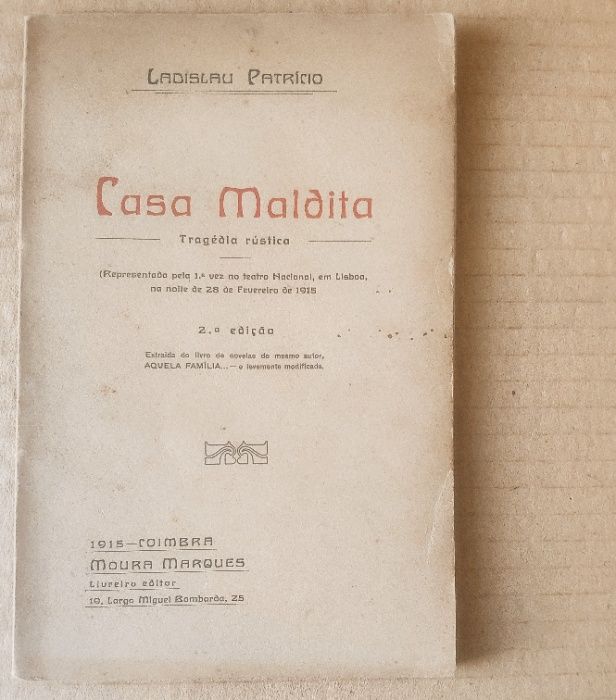 Ladislau Patrício
Casa Maldita
Tragédia rústica
(Representada pela 1.ª vez no teatro Nacional, em Lisboa,
na noite de 28 de Fevereiro de 1915
2.ª edição
Extraída do livro de novelas do mesmo autor,
AQUELA FAMÍLIA...— e levemente modificada.
1915—COIMBRA
MOURA MARQUES
Livreiro editor
19, Largo Miguel Bombarda, 25